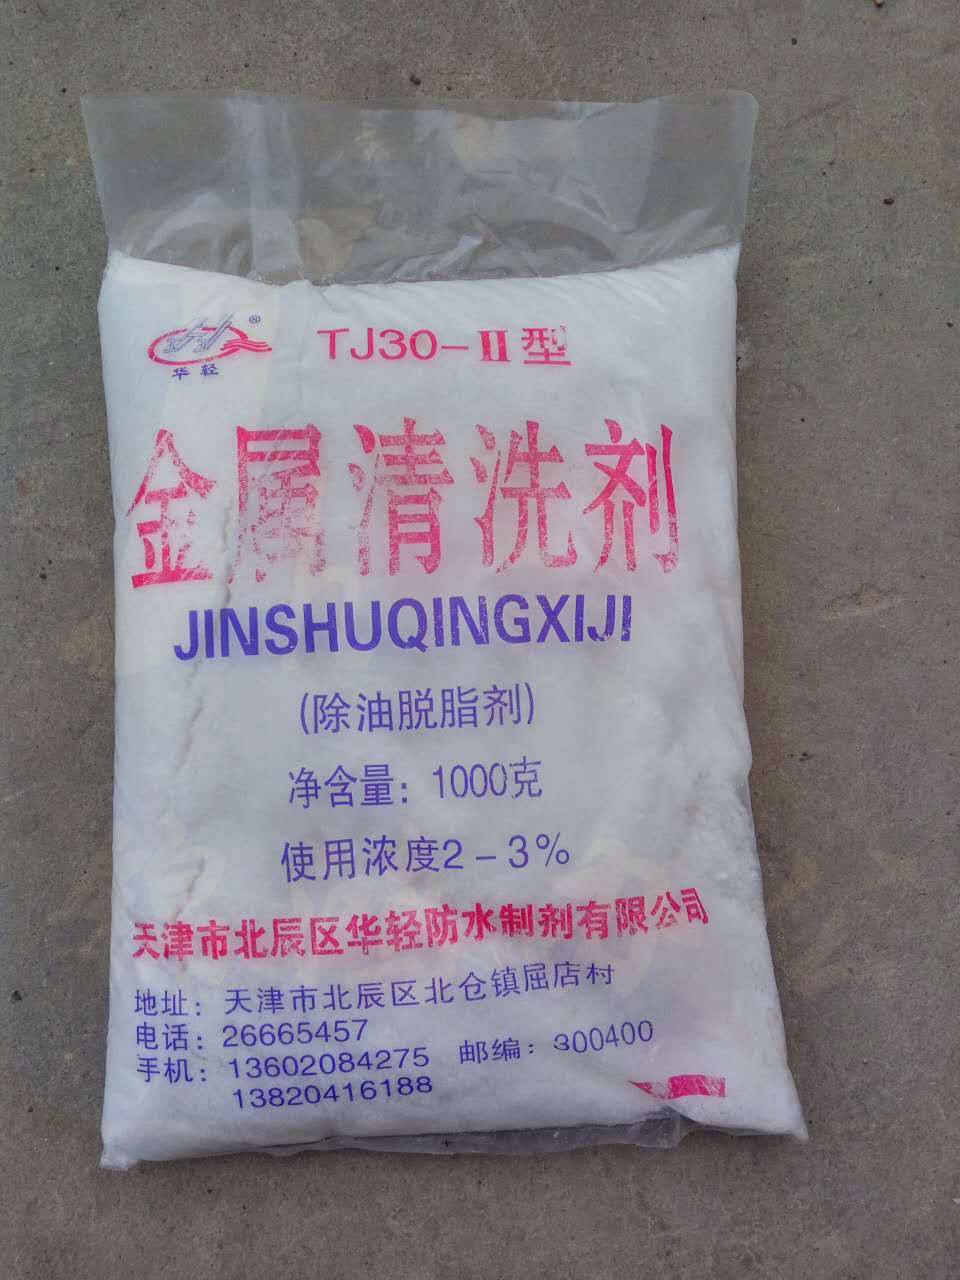 ®
华轻
TJ30-II型
金属清洗剂
JINSHUQINGXIJI
(除油脱脂剂)
净含量：1000克
使用浓度2-3%
天津市北辰区华轻防水制剂有限公司
地址：天津市北辰区北仓镇屈店村
电话：26665457
手机：13602084275 邮编：300400
13820416188